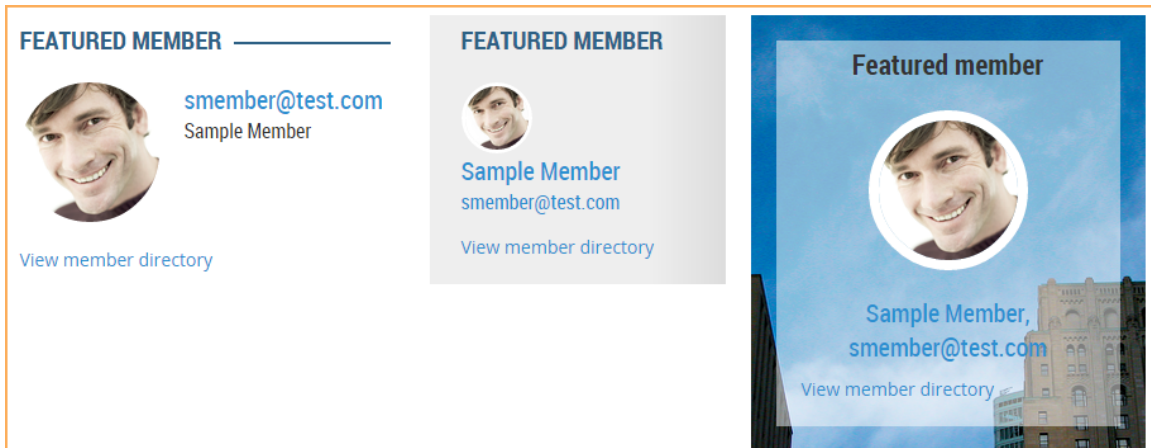 FEATURED MEMBER
smember@test.com
Sample Member
View member directory
FEATURED MEMBER
Sample Member
smember@test.com
View member directory
Featured member
Sample Member,
smember@test.com
View member directory